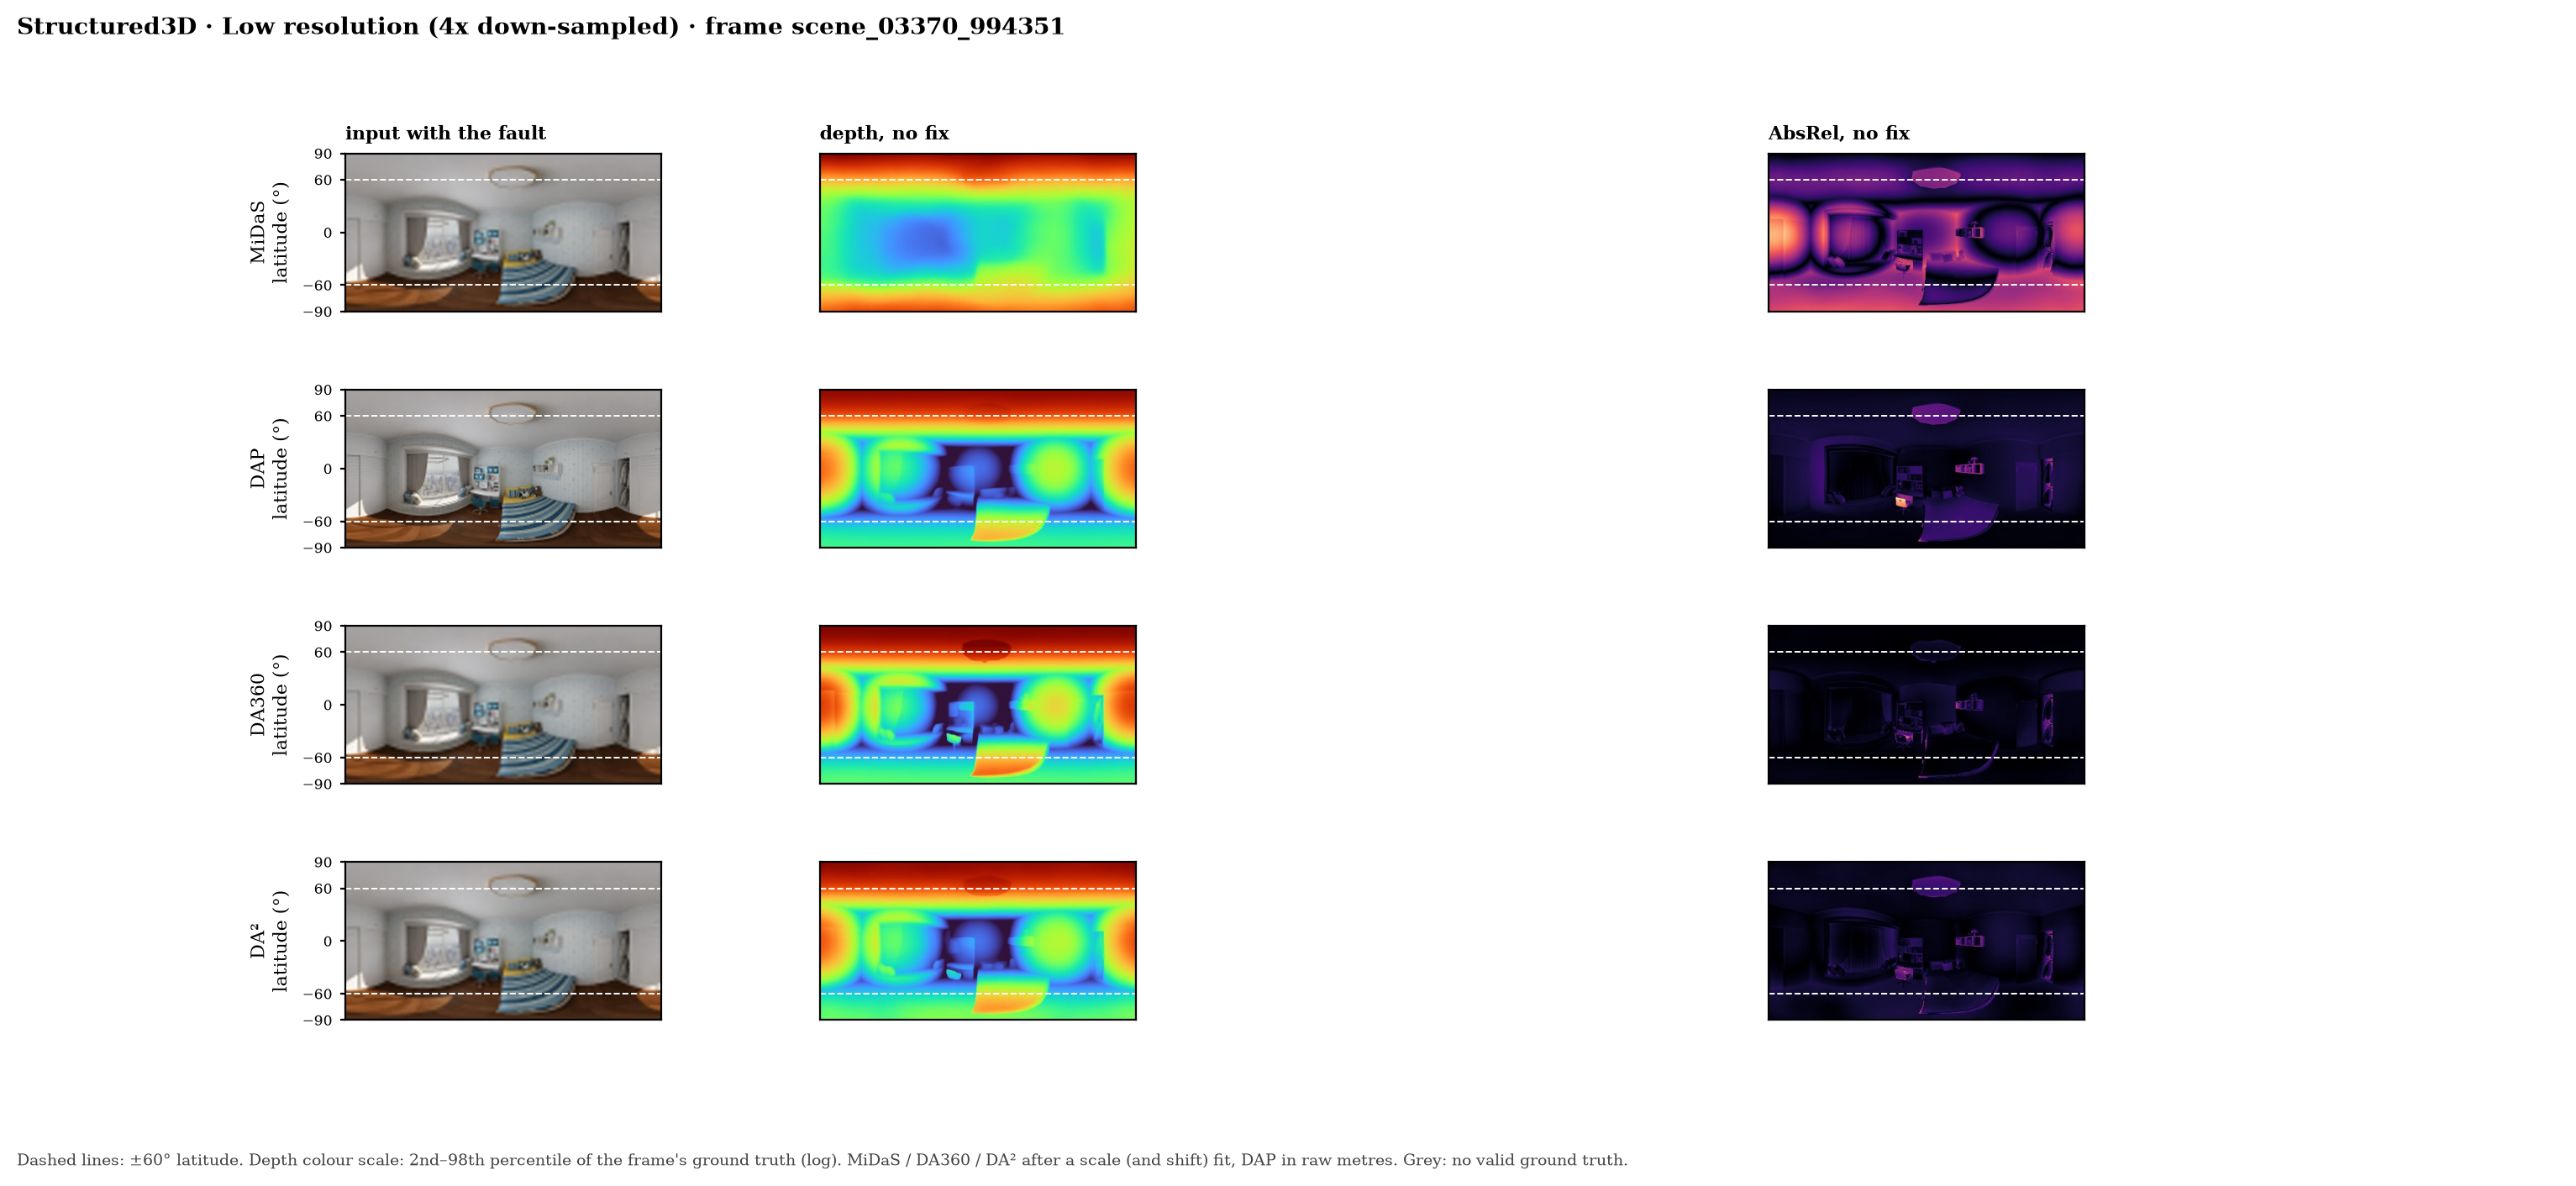 Structured3D · Low resolution (4x down-sampled) · frame scene_03370_994351
input with the fault
depth, no fix
AbsRel, no fix
MiDaS
latitude (°)
90
60
0
−60
−90
DAP
latitude (°)
90
60
0
−60
−90
DA360
latitude (°)
90
60
0
−60
−90
DA²
latitude (°)
90
60
0
−60
−90
Dashed lines: ±60° latitude. Depth colour scale: 2nd–98th percentile of the frame's ground truth (log). MiDaS / DA360 / DA² after a scale (and shift) fit, DAP in raw metres. Grey: no valid ground truth.